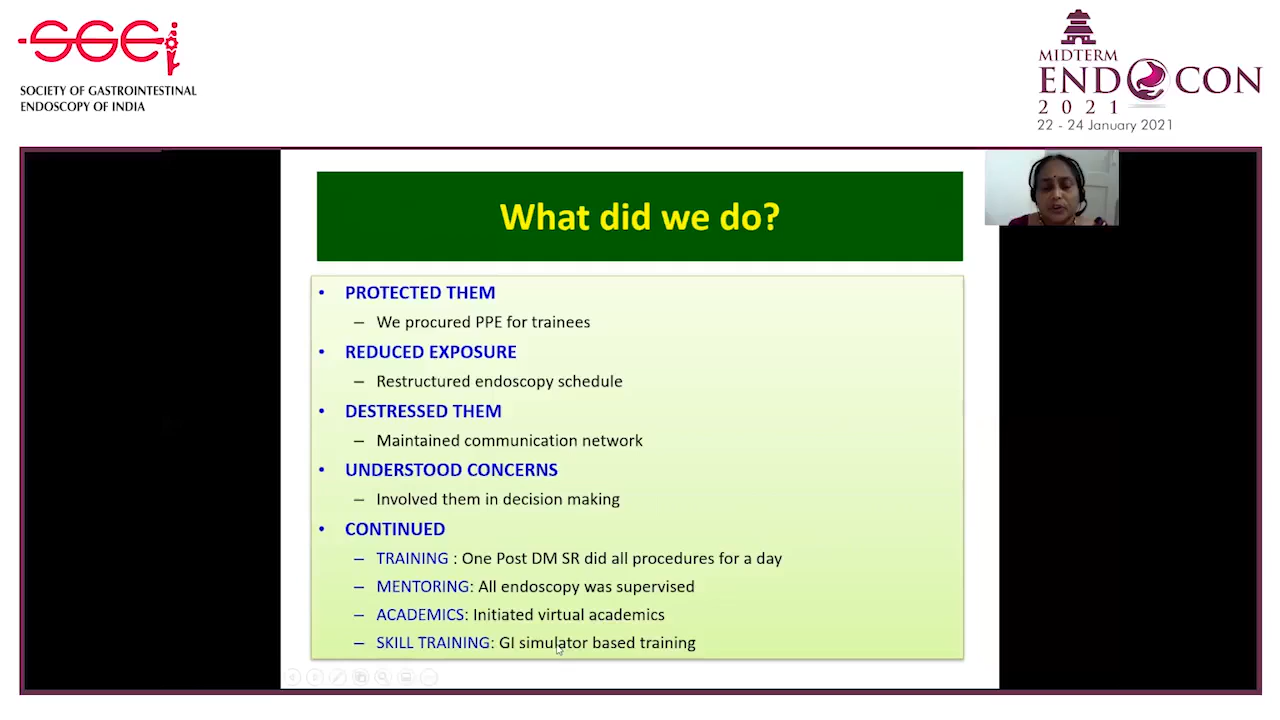 SGEi
SOCIETY OF GASTROINTESTINAL
ENDOSCOPY OF INDIA
MIDTERM
ENDOCON
2021
22 - 24 January 2021
What did we do?
• PROTECTED THEM
– We procured PPE for trainees
• REDUCED EXPOSURE
– Restructured endoscopy schedule
• DESTRESSED THEM
– Maintained communication network
• UNDERSTOOD CONCERNS
– Involved them in decision making
• CONTINUED
– TRAINING : One Post DM SR did all procedures for a day
– MENTORING: All endoscopy was supervised
– ACADEMICS: Initiated virtual academics
– SKILL TRAINING: GI simulator based training